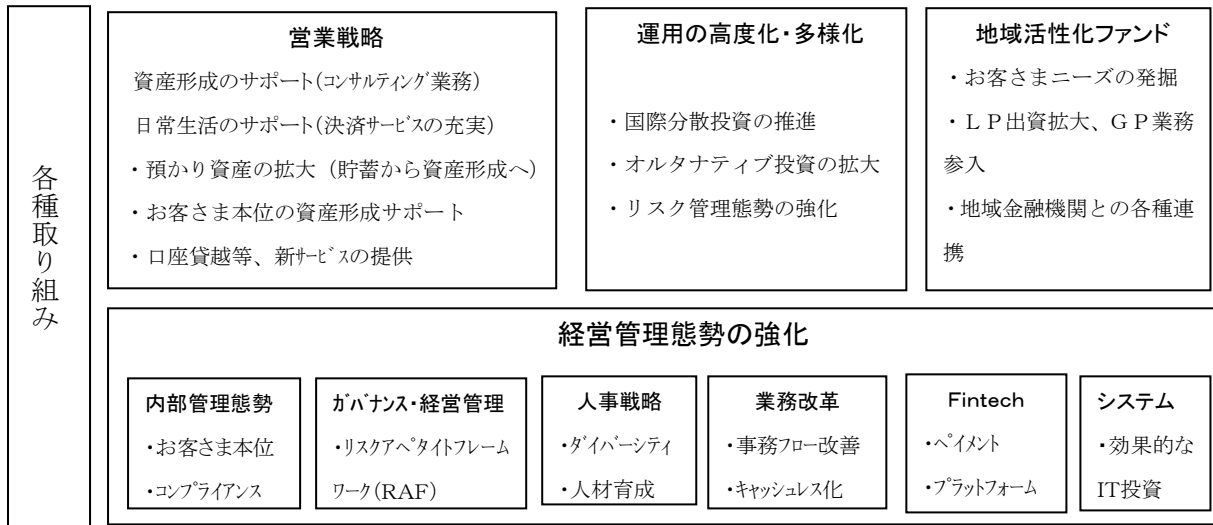 各種取り組み
営業戦略
資産形成のサポート(ｺﾝｻﾙﾃｨﾝｸﾞ業務)
日常生活のサポート(決済ｻｰﾋﾞｽの充実)
・預かり資産の拡大（貯蓄から資産形成へ）
・お客さま本位の資産形成サポート
・口座貸越等、新ｻｰﾋﾞｽの提供
運用の高度化・多様化
・国際分散投資の推進
・オルタナティブ投資の拡大
・リスク管理態勢の強化
地域活性化ファンド
・お客さまニーズの発掘
・ＬＰ出資拡大、ＧＰ業務
参入
・地域金融機関との各種連
携
経営管理態勢の強化
内部管理態勢
・お客さま本位
・ｺﾝﾌﾟﾗｲｱﾝｽ
ｶﾞﾊﾞﾅﾝｽ・経営管理
・ﾘｽｸｱﾍﾟﾀｲﾄﾌﾚｰﾑ
ﾜｰｸ(RAF)
人事戦略
・ﾀﾞｲﾊﾞｰｼﾃｨ
・人材育成
業務改革
・事務ﾌﾛｰ改善
・ｷｬｯｼｭﾚｽ化
Fintech
・ﾍﾟｲﾒﾝﾄ
・ﾌﾟﾗｯﾄﾌｫｰﾑ
システム
・効果的な
IT投資